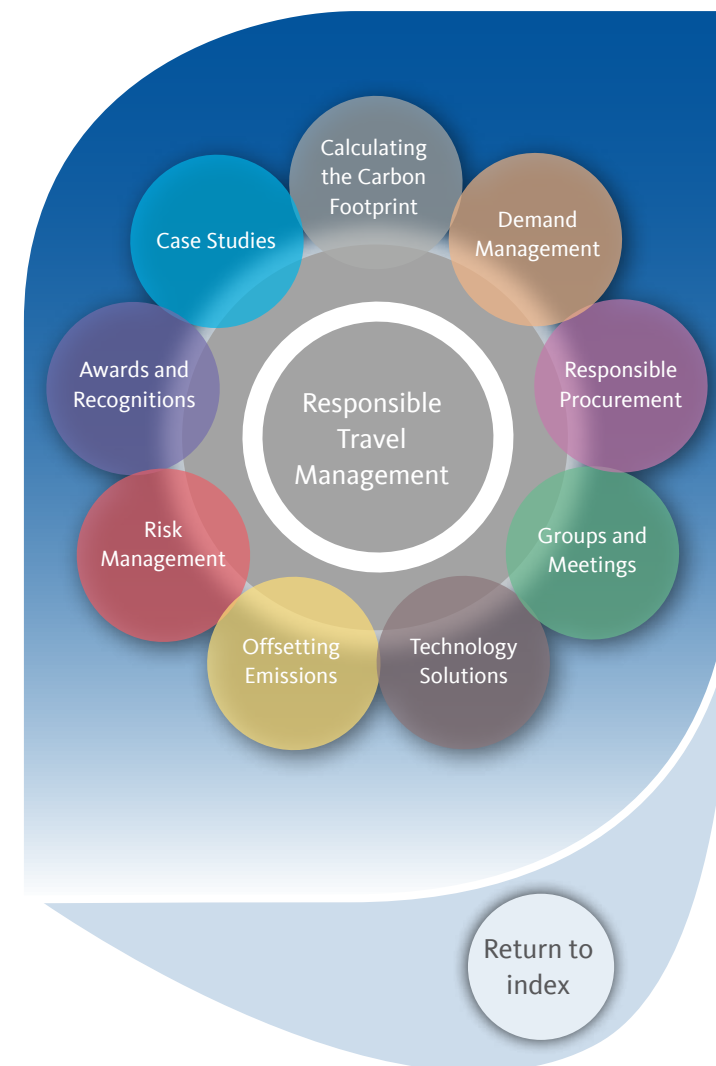 Calculating
the Carbon
Footprint
Demand
Management
Responsible
Procurement
Groups and
Meetings
Technology
Solutions
Offsetting
Emissions
Risk
Management
Awards and
Recognitions
Case Studies
Responsible
Travel
Management
Return to
index